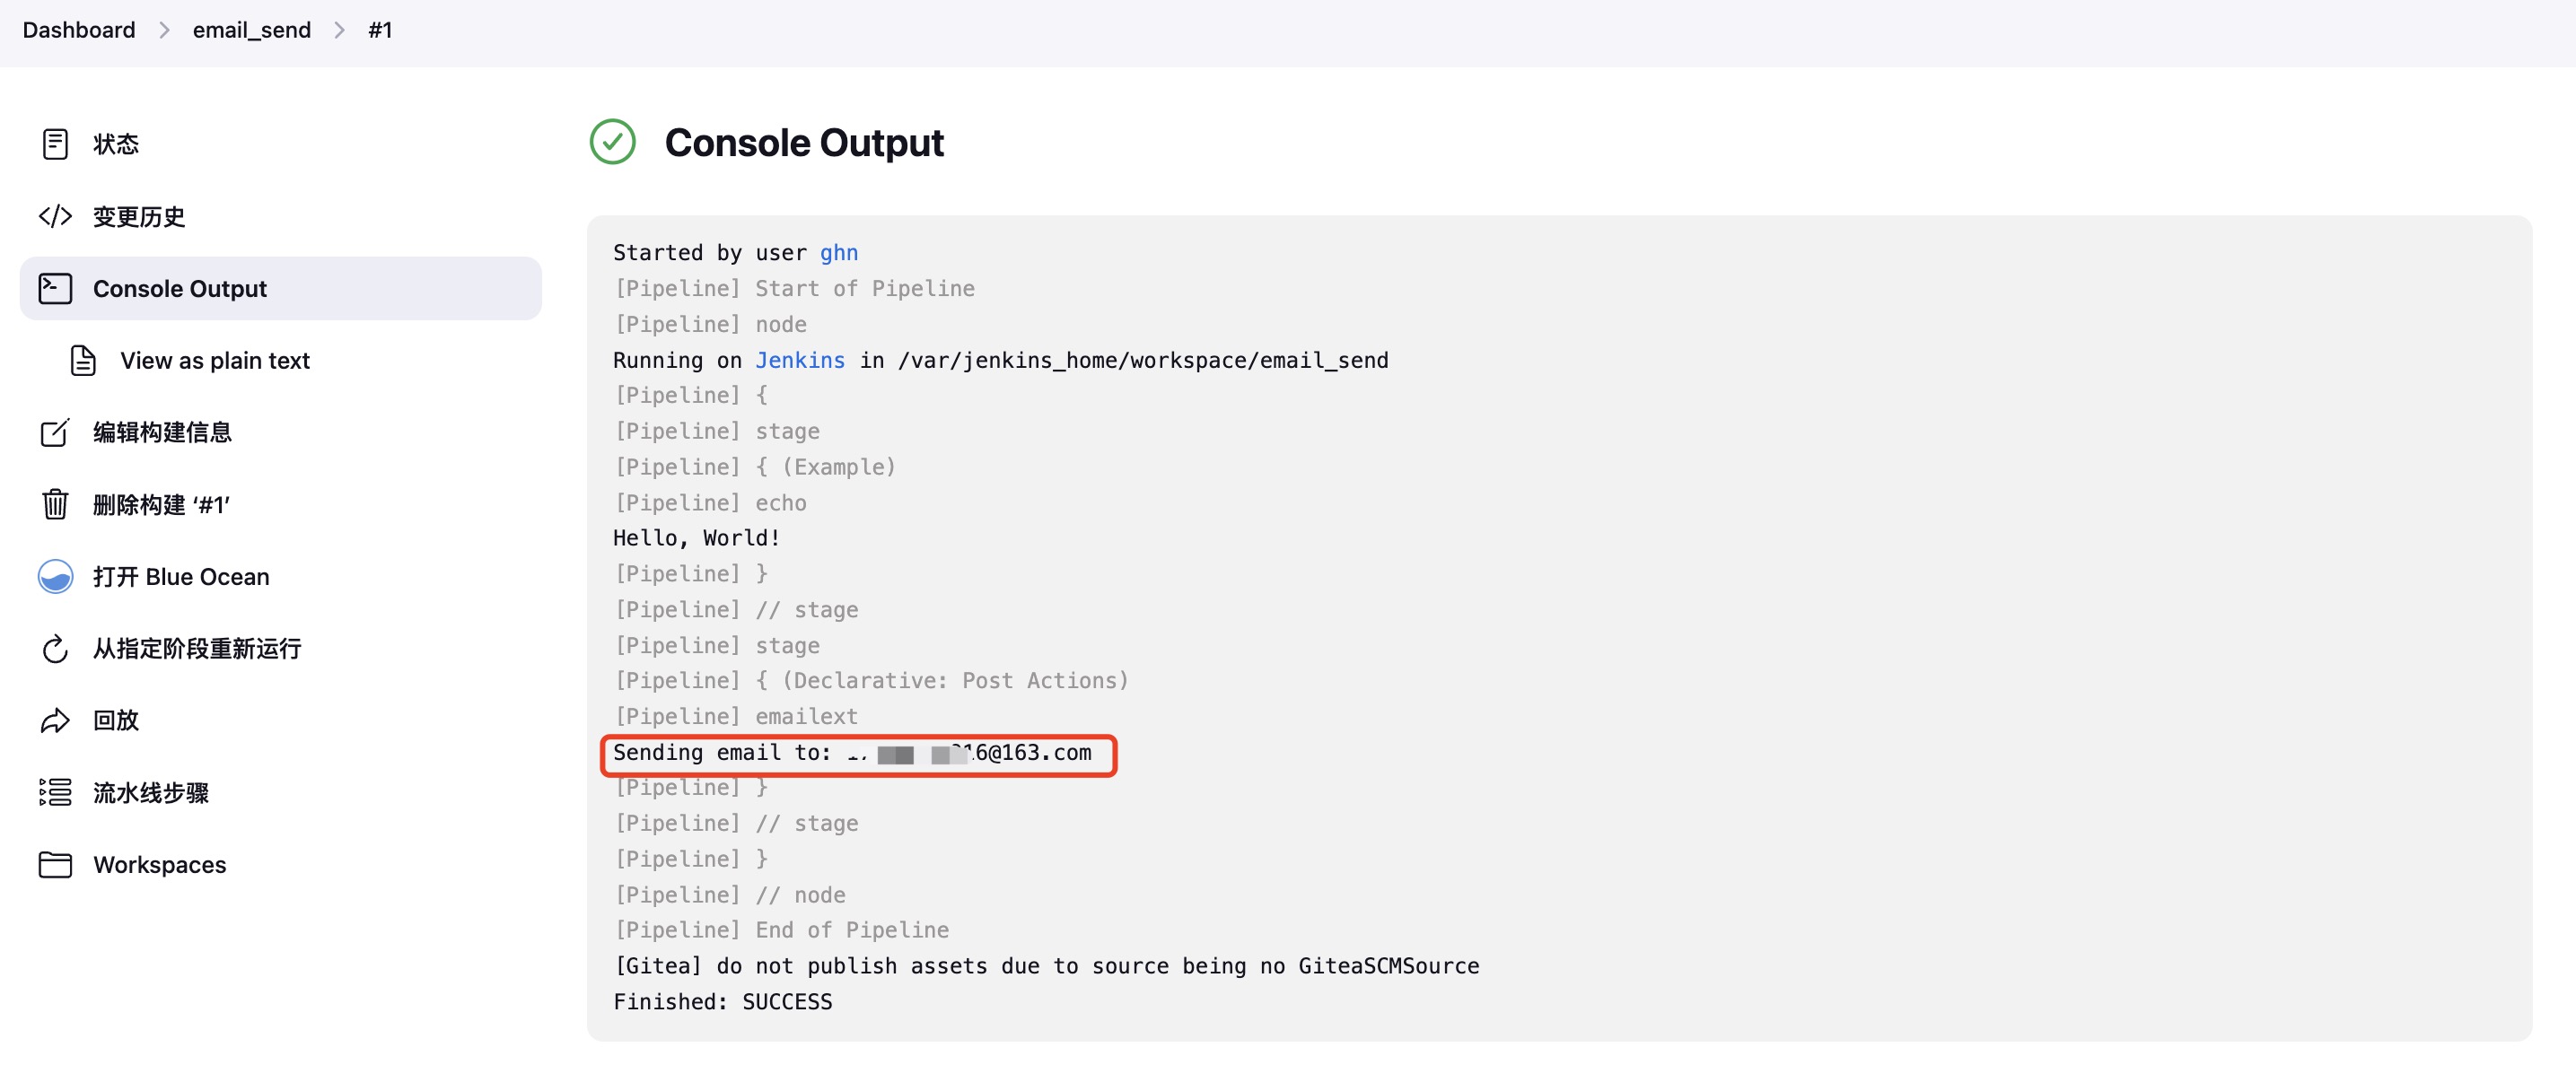 Dashboard > email_send > #1
状态
变更历史
Console Output
View as plain text
编辑构建信息
删除构建 ‘#1’
打开 Blue Ocean
从指定阶段重新运行
回放
流水线步骤
Workspaces
Console Output
Started by user ghn
[Pipeline] Start of Pipeline
[Pipeline] node
Running on Jenkins in /var/jenkins_home/workspace/email_send
[Pipeline] {
[Pipeline] stage
[Pipeline] { (Example)
[Pipeline] echo
Hello, World!
[Pipeline] }
[Pipeline] // stage
[Pipeline] stage
[Pipeline] { (Declarative: Post Actions)
[Pipeline] emailext
Sending email to: 16@163.com
[Pipeline] }
[Pipeline] // stage
[Pipeline] }
[Pipeline] // node
[Pipeline] End of Pipeline
[Gitea] do not publish assets due to source being no GiteaSCMSource
Finished: SUCCESS